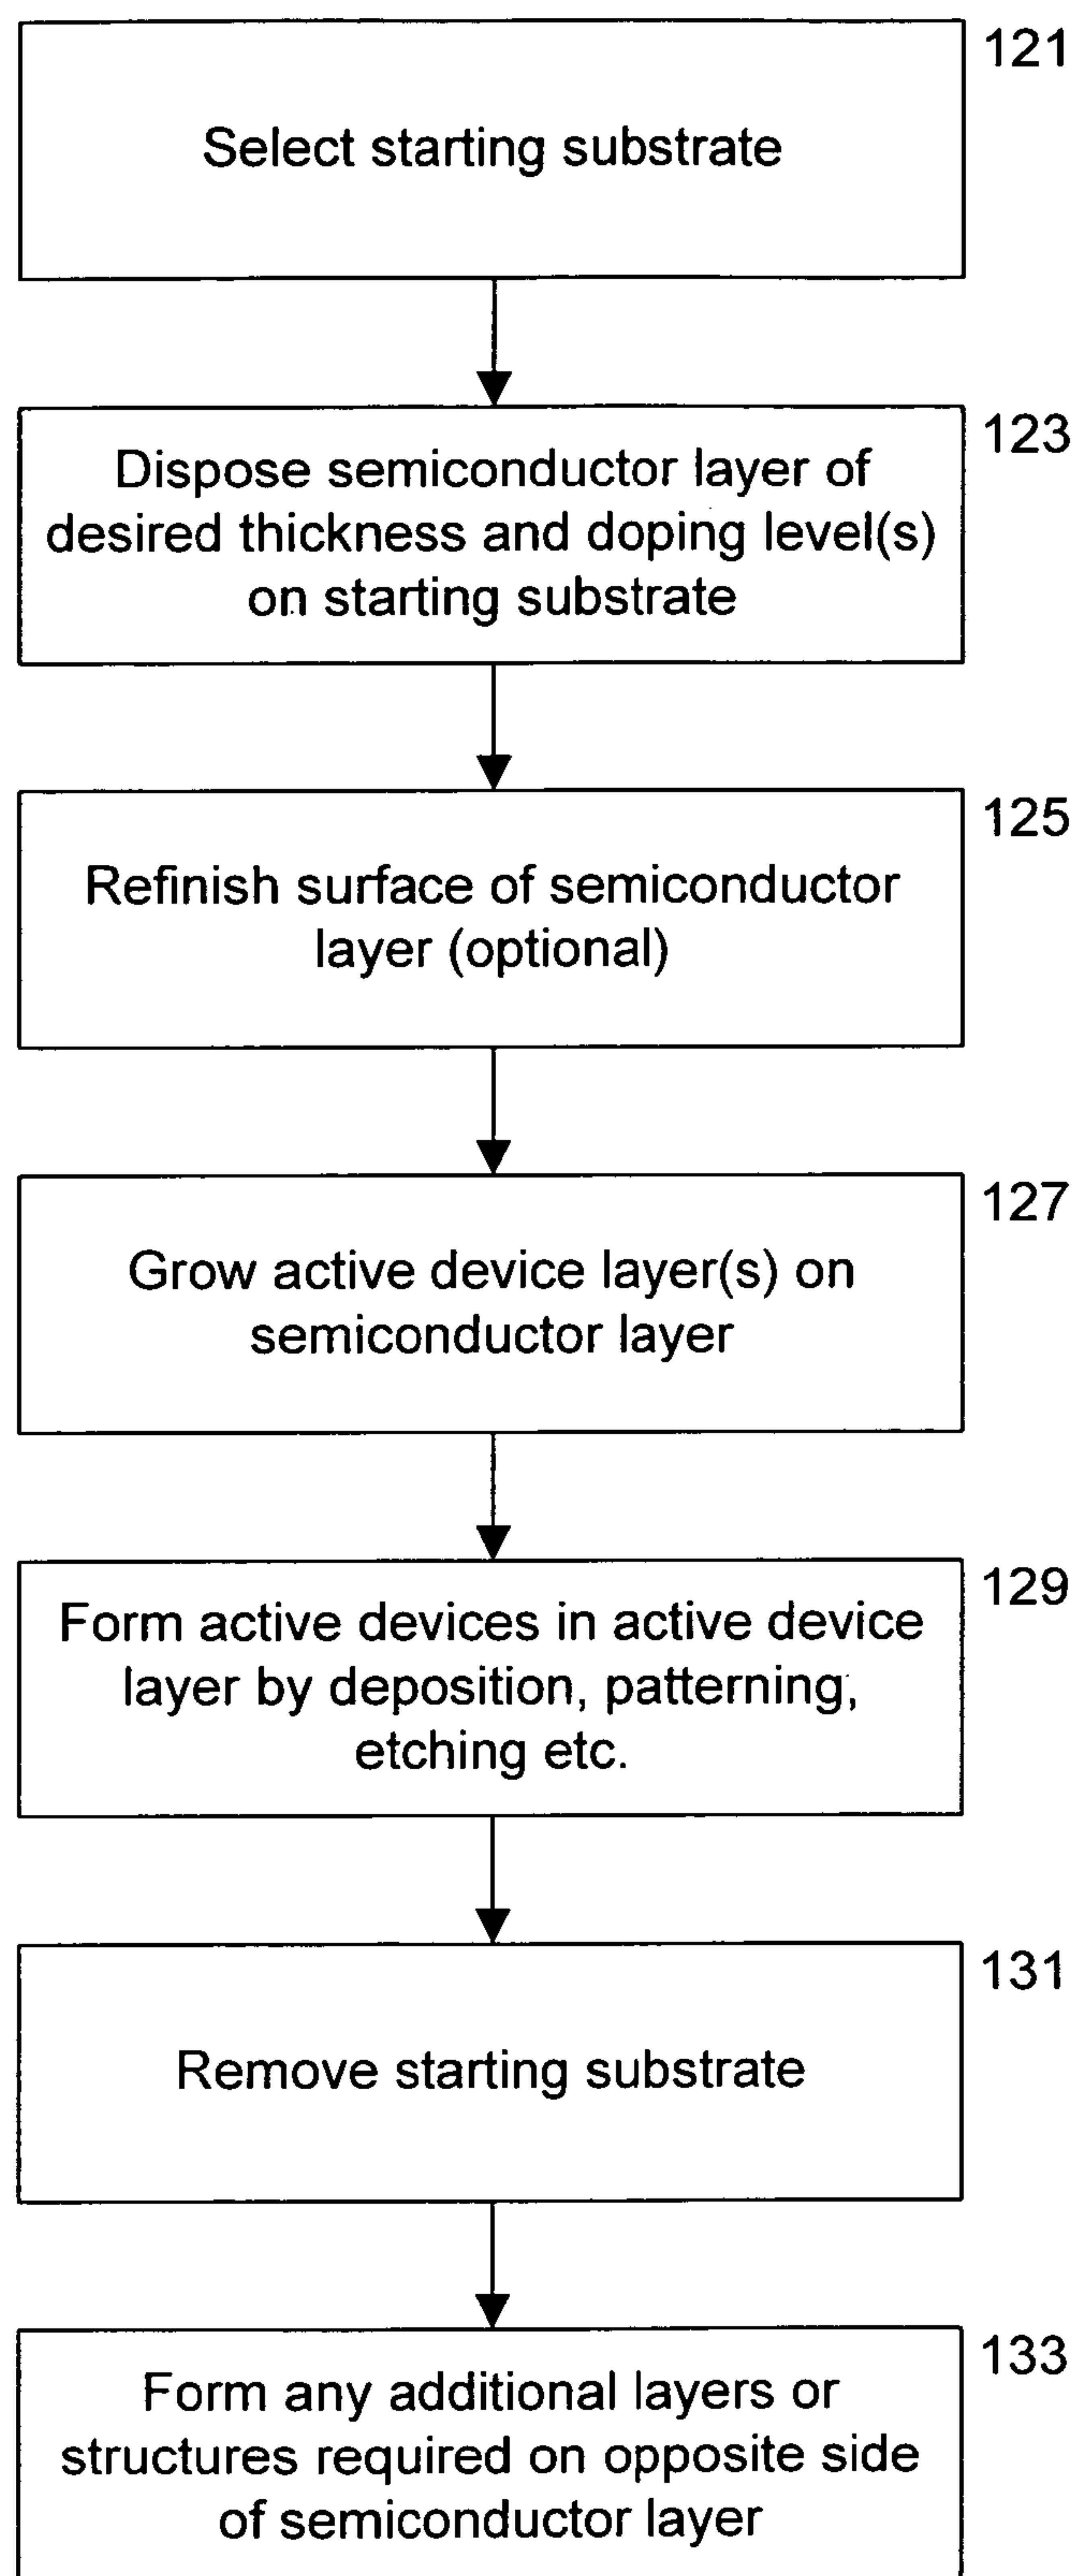 121
Select starting substrate
123
Dispose semiconductor layer of
desired thickness and doping level(s)
on starting substrate
125
Refinish surface of semiconductor
layer (optional)
127
Grow active device layer(s) on
semiconductor layer
129
Form active devices in active device
layer by deposition, patterning,
etching etc.
131
Remove starting substrate
133
Form any additional layers or
structures required on opposite side
of semiconductor layer